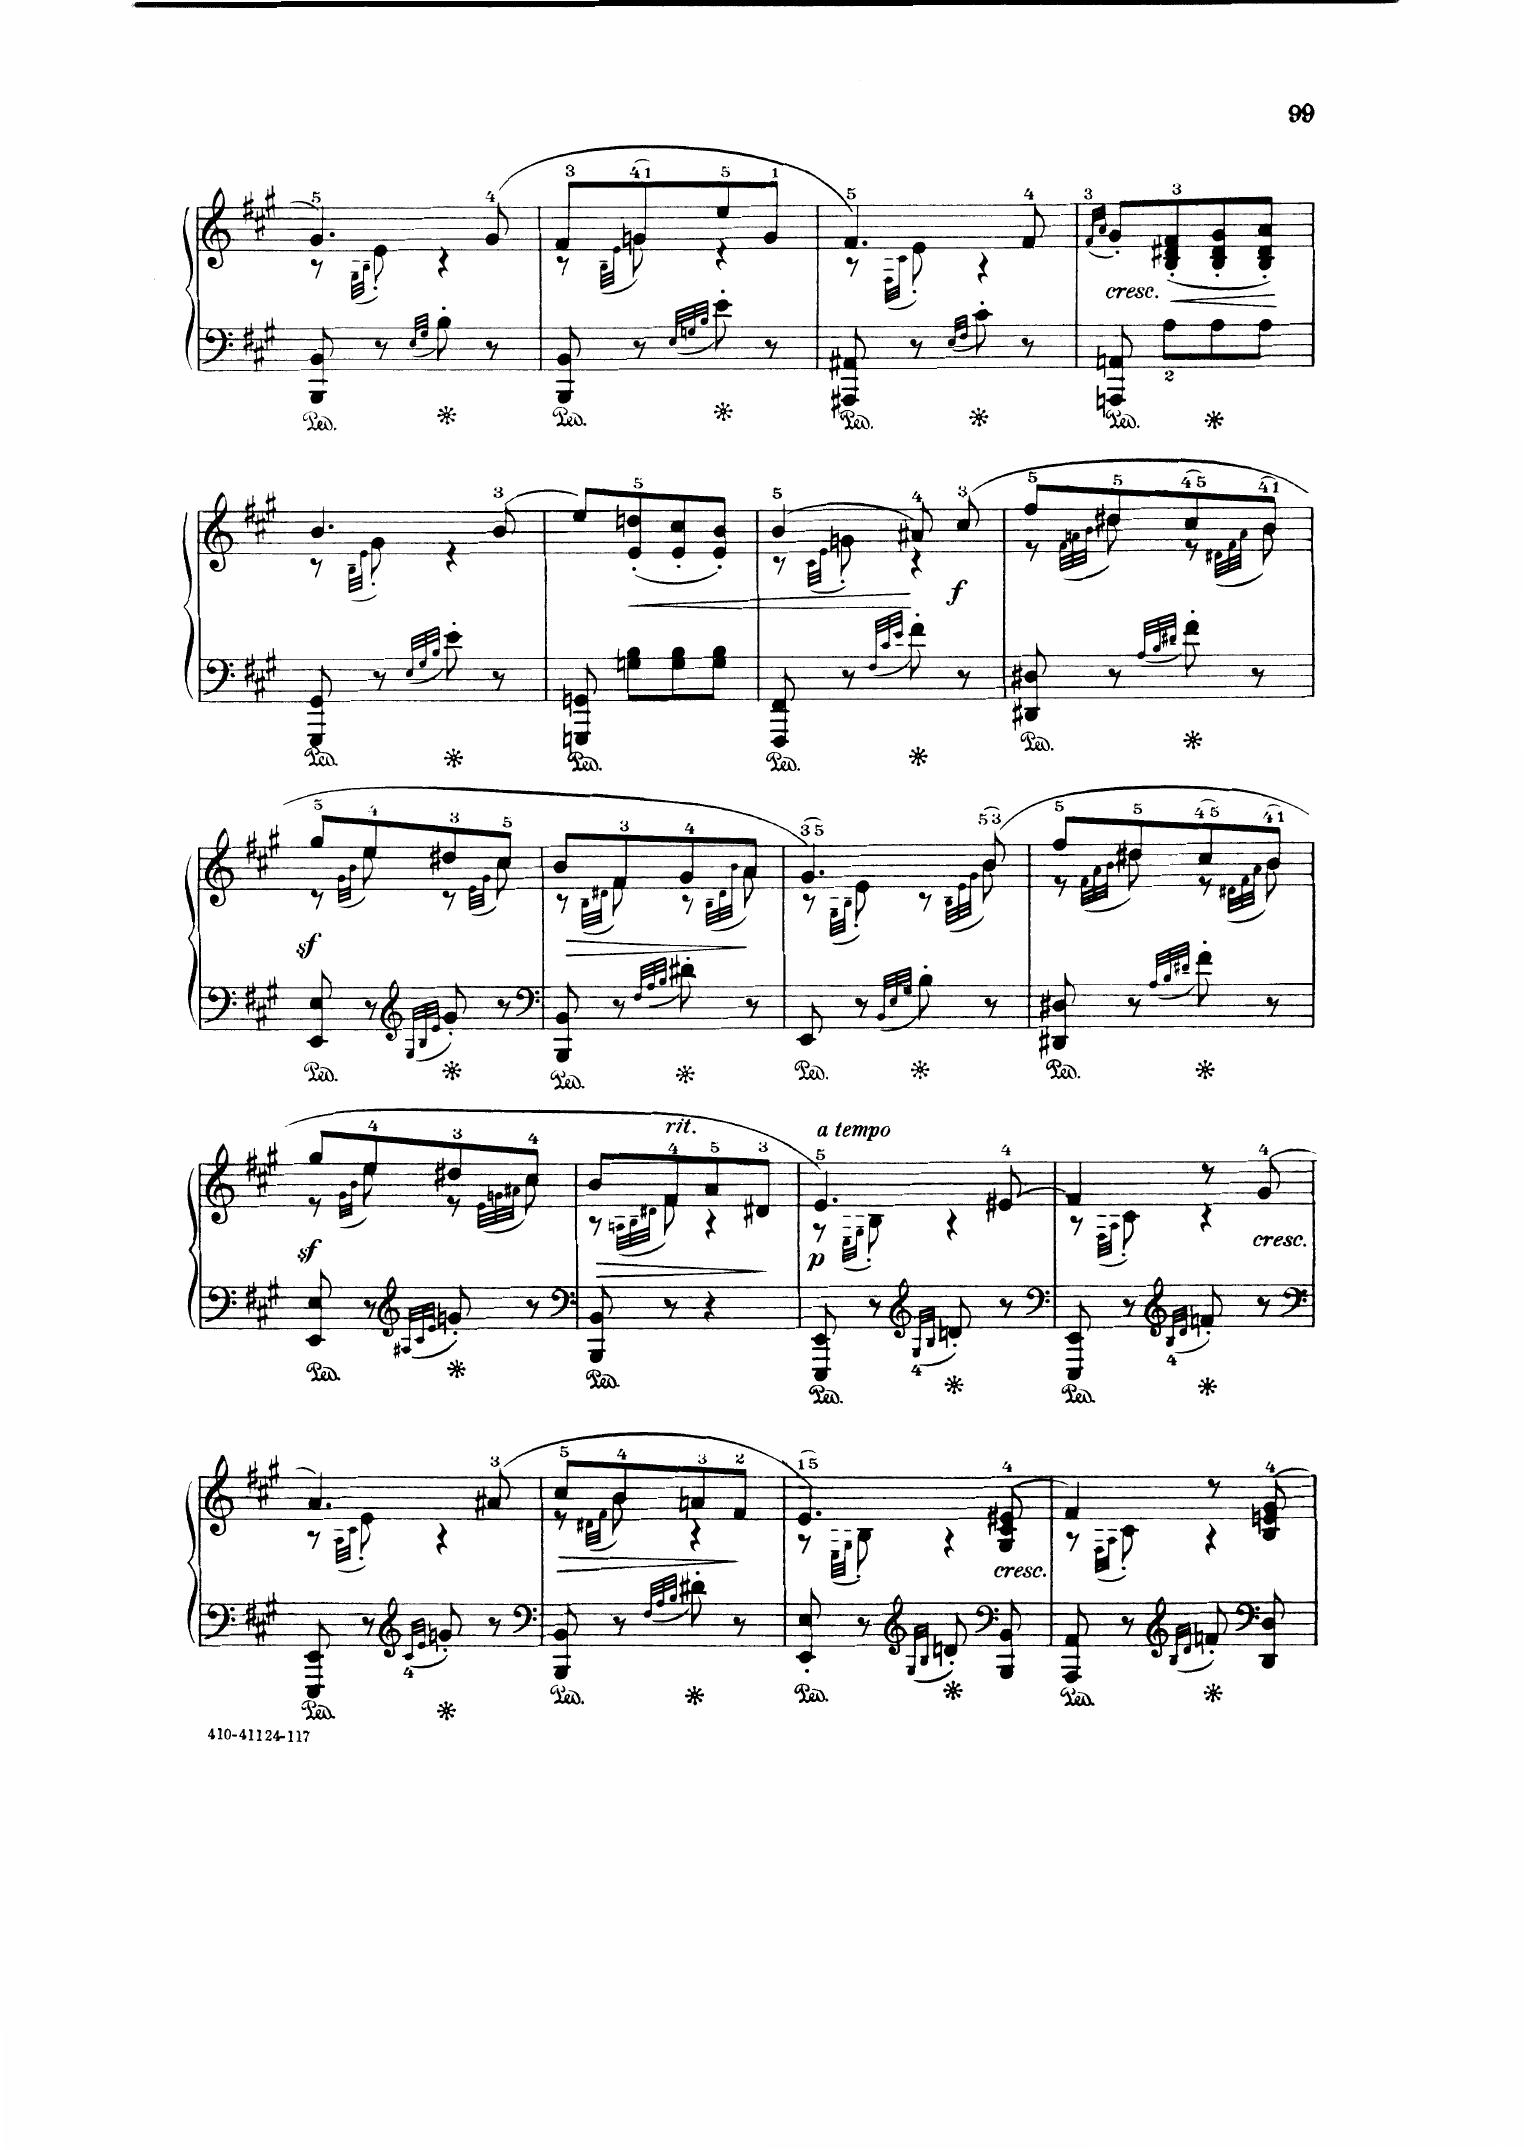 99
5 4 3 4 1 5 1 5 4 3 3
cresc.
2
Ped. Ped. Ped. Ped.
3 5 5 4 3 5 5 4 5 4 1
f
Ped. Ped. Ped. Ped.
5 4 3 5 3 4 3 5 5 3 5 5 4 5 4 1
sf
Ped. Ped. Ped. Ped.
rit. a tempo
4 3 4 4 5 3 5 4 4
sf p cresc.
4 4
Ped. Ped. Ped. Ped.
3 5 4 3 2 1 5 4 4
cresc.
4
Ped. Ped. Ped. Ped.
410-41124-117